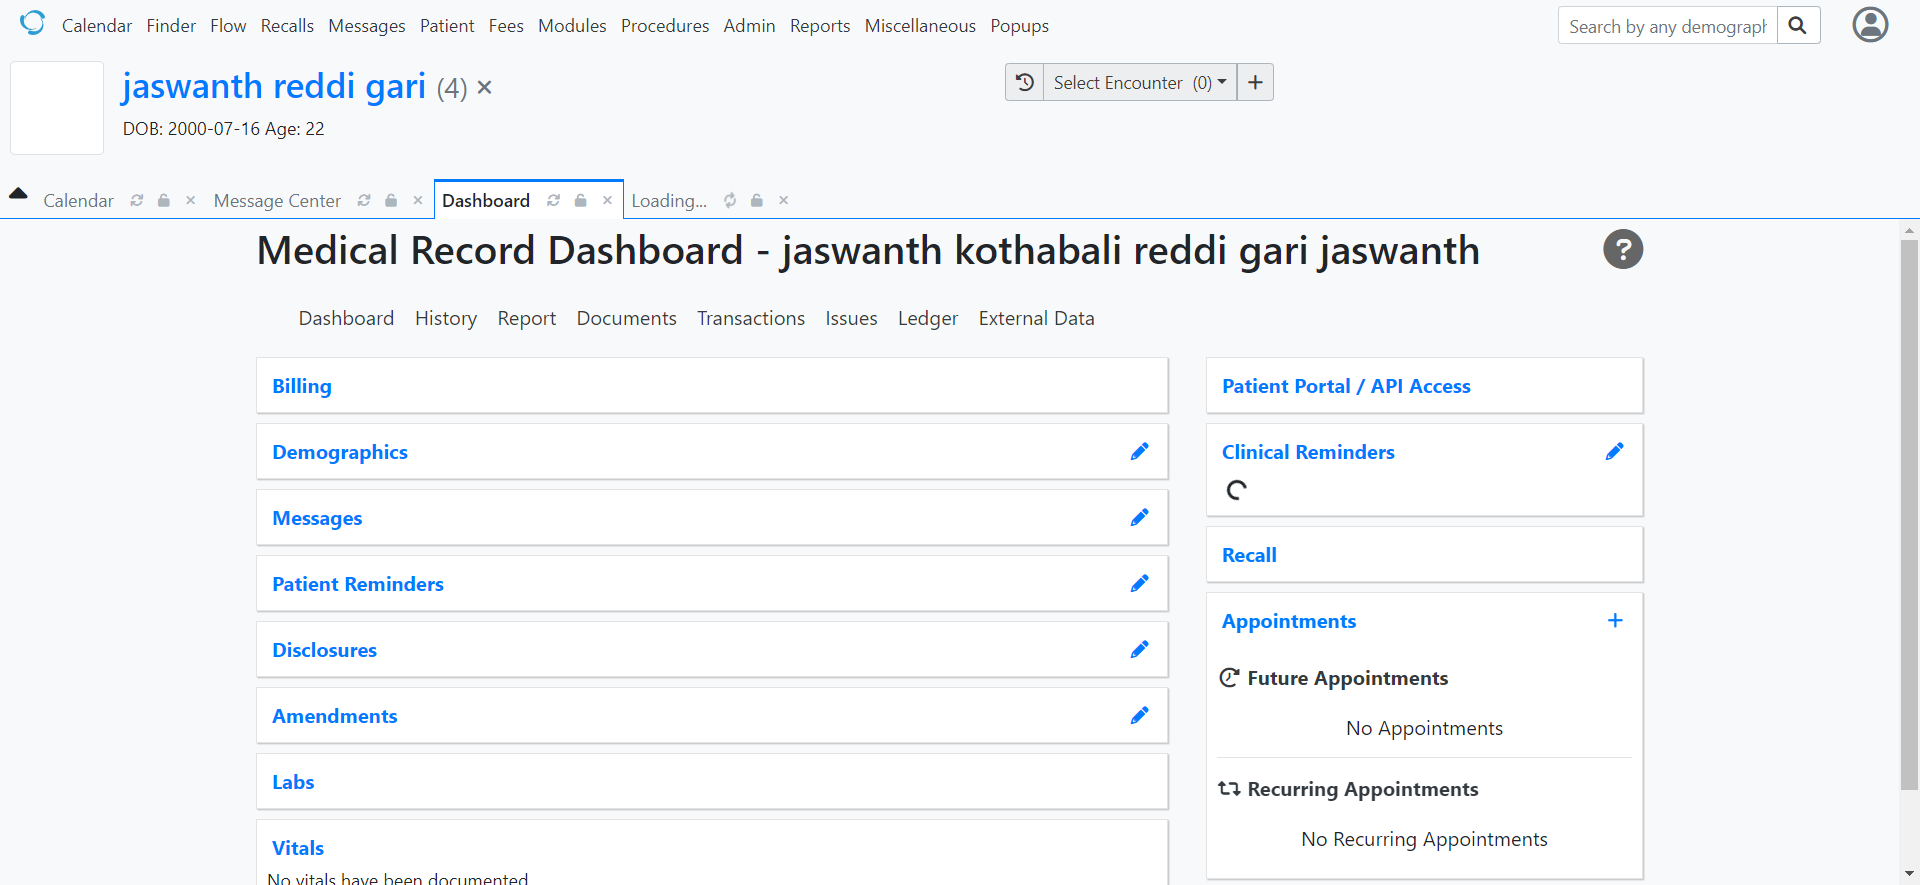 Calendar Finder Flow Recalls Messages Patient Fees Modules Procedures Admin Reports Miscellaneous Popups
Search by any demograph
jaswanth reddi gari (4) ×
DOB: 2000-07-16 Age: 22
Select Encounter (0)
Calendar Message Center Dashboard Loading...
Medical Record Dashboard - jaswanth kothabali reddi gari jaswanth
?
Dashboard History Report Documents Transactions Issues Ledger External Data
Billing
Demographics
Messages
Patient Reminders
Disclosures
Amendments
Labs
Vitals
No vitals have been documented
Patient Portal / API Access
Clinical Reminders
Recall
Appointments
Future Appointments
No Appointments
Recurring Appointments
No Recurring Appointments